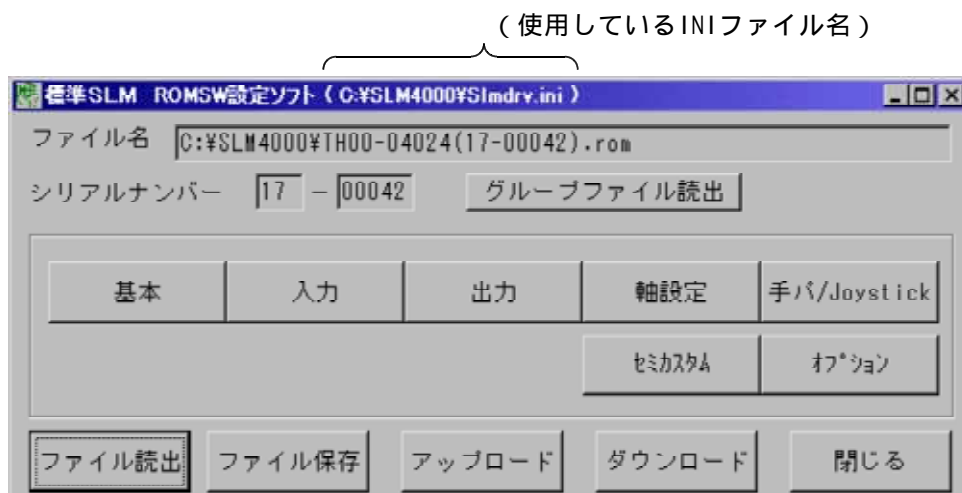 (使用しているINIファイル名)
標準SLM ROMSW設定ソフト ( C:¥SLM4000¥Slmdrv.ini )
ファイル名 C:¥SLM4000¥TH00-04024(17-00042).rom
シリアルナンバー 17 - 00042 グループファイル読出
基本 入力 出力 軸設定 手パ/Joystick
ｾﾐｶｽﾀﾑ ｵﾌﾟｼｮﾝ
ファイル読出 ファイル保存 アップロード ダウンロード 閉じる